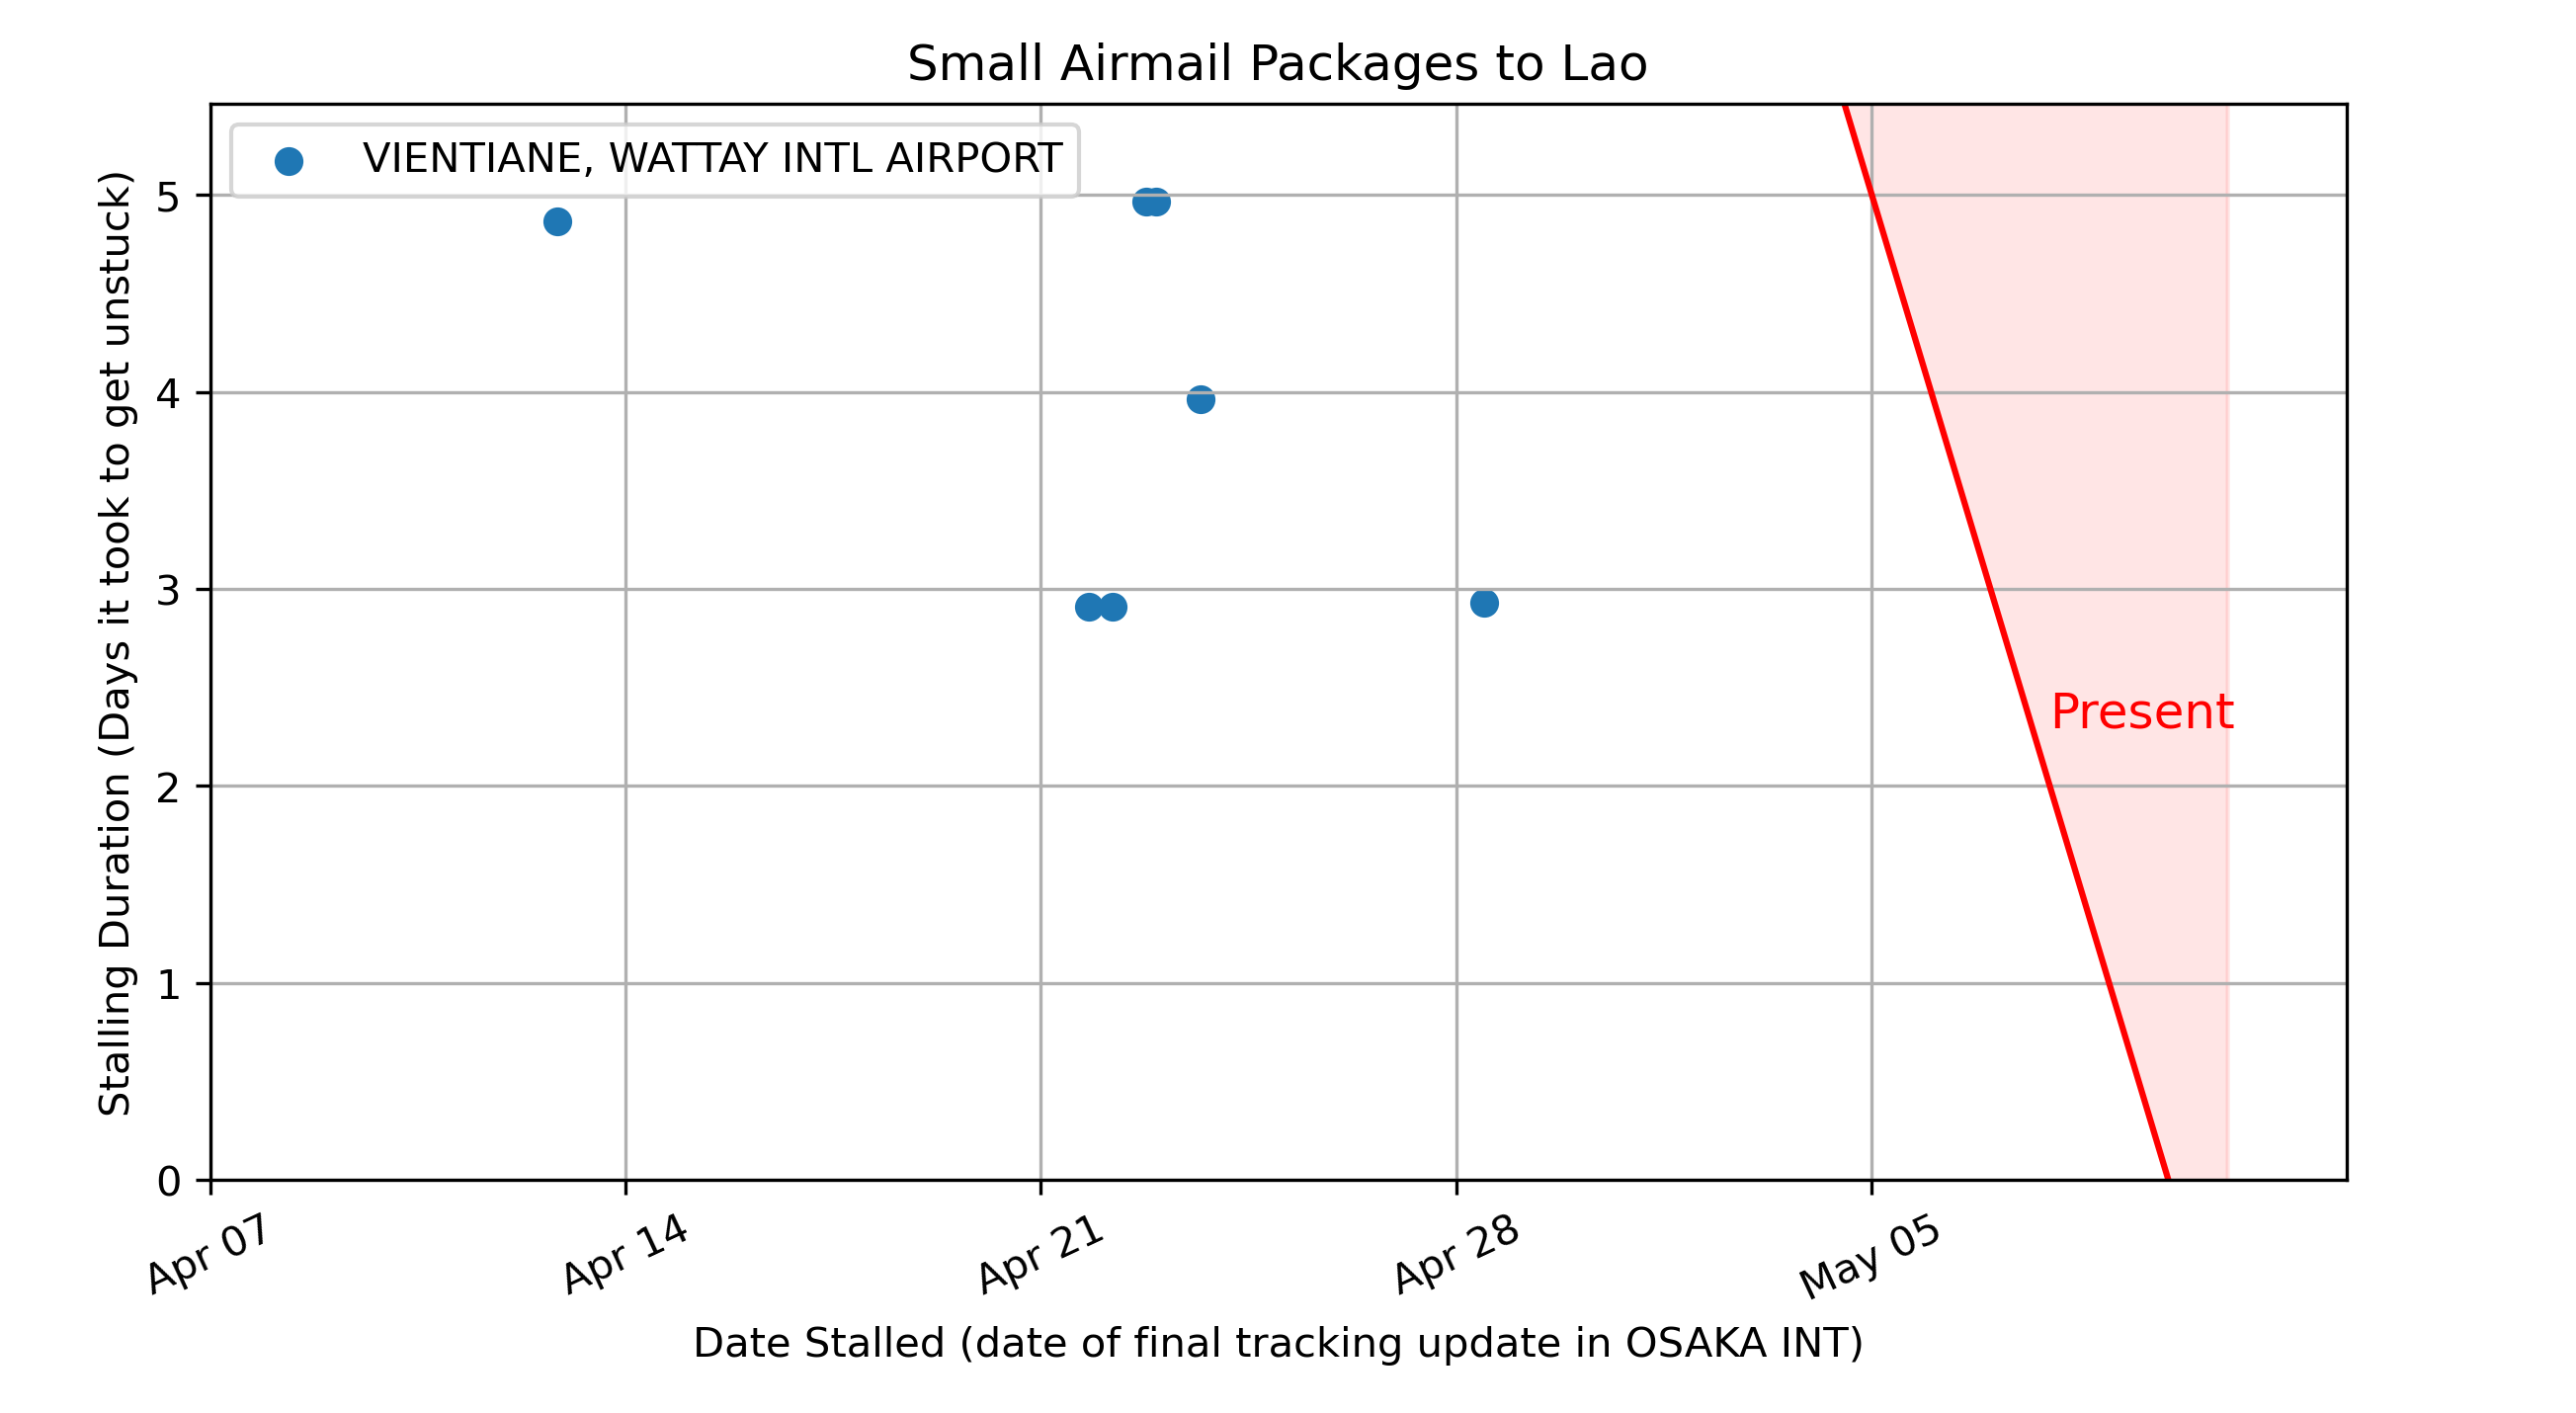 Small Airmail Packages to Lao
VIENTIANE, WATTAY INTL AIRPORT
Stalling Duration (Days it took to get unstuck)
5
4
3
2
1
0
Present
Apr 07
Apr 14
Apr 21
Apr 28
May 05
Date Stalled (date of final tracking update in OSAKA INT)